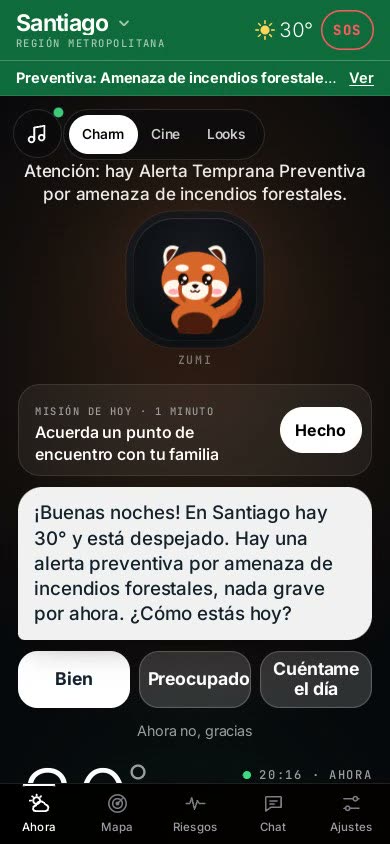 Santiago
REGIÓN METROPOLITANA
30°
SOS
Preventiva: Amenaza de incendios forestale...
Ver
Charm
Cine
Looks
Atención: hay Alerta Temprana Preventiva
por amenaza de incendios forestales.
ZUMI
MISIÓN DE HOY · 1 MINUTO
Acuerda un punto de
encuentro con tu familia
Hecho
¡Buenas noches! En Santiago hay
30° y está despejado. Hay una
alerta preventiva por amenaza de
incendios forestales, nada grave
por ahora. ¿Cómo estás hoy?
Bien
Preocupado
Cuéntame
el día
Ahora no, gracias
20:16 · AHORA
Ahora
Mapa
Riesgos
Chat
Ajustes